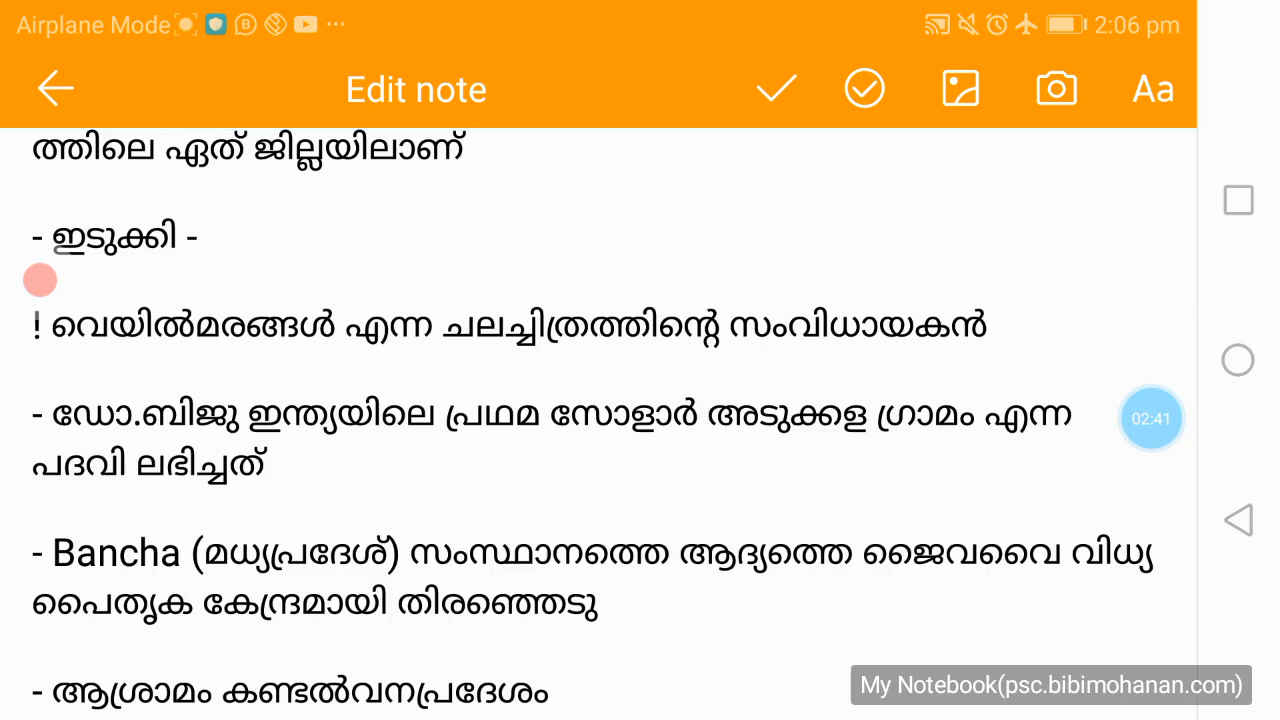 Airplane Mode 2:06 pm
Edit note Aa
ത്തിലെ ഏത് ജില്ലയിലാണ്
- ഇടുക്കി -
! വെയിൽമരങ്ങൾ എന്ന ചലച്ചിത്രത്തിന്റെ സംവിധായകൻ
- ഡോ.ബിജു ഇന്ത്യയിലെ പ്രഥമ സോളാർ അടുക്കള ഗ്രാമം എന്ന
പദവി ലഭിച്ചത്
02:41
- Bancha (മധ്യപ്രദേശ്) സംസ്ഥാനത്തെ ആദ്യത്തെ ജൈവവൈ വിധ്യ
പൈതൃക കേന്ദ്രമായി തിരഞ്ഞെടു
- ആശ്രാമം കണ്ടൽവനപ്രദേശം
My Notebook(psc.bibimohanan.com)